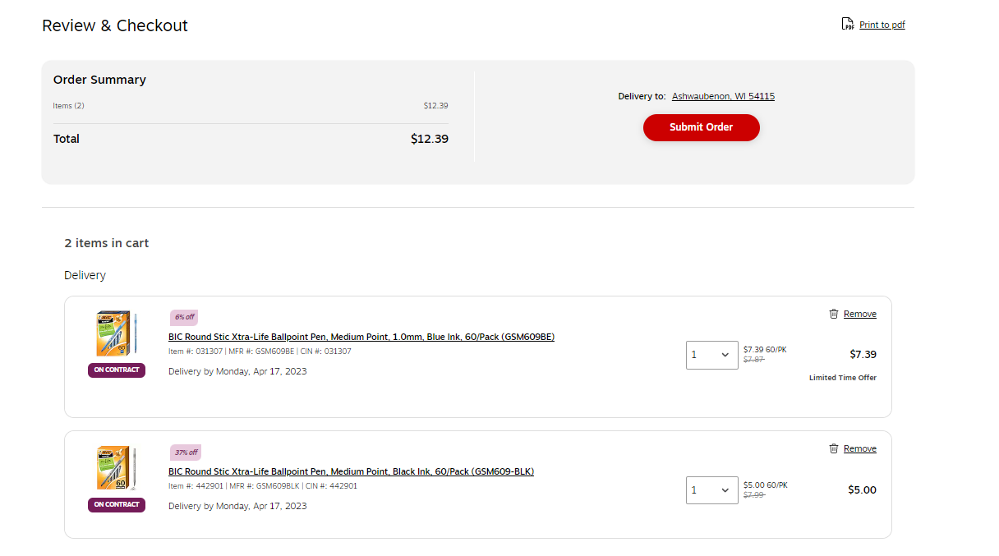 Review & Checkout
PDF Print to pdf
Order Summary
Items (2) $12.39
Total $12.39
Delivery to: Ashwaubenon, WI 54115
Submit Order
2 items in cart
Delivery
6% off
Remove
BIC Round Stic Xtra-Life Ballpoint Pen, Medium Point, 1.0mm, Blue Ink, 60/Pack (GSM609BE)
Item #: 031307 | MFR #: GSM609BE | CIN #: 031307
ON CONTRACT
Delivery by Monday, Apr 17, 2023
1
$7.39 60/PK
$7.87
$7.39
Limited Time Offer
37% off
Remove
BIC Round Stic Xtra-Life Ballpoint Pen, Medium Point, Black Ink, 60/Pack (GSM609-BLK)
Item #: 442901 | MFR #: GSM609BLK | CIN #: 442901
60
ON CONTRACT
Delivery by Monday, Apr 17, 2023
1
$5.00 60/PK
$7.99
$5.00